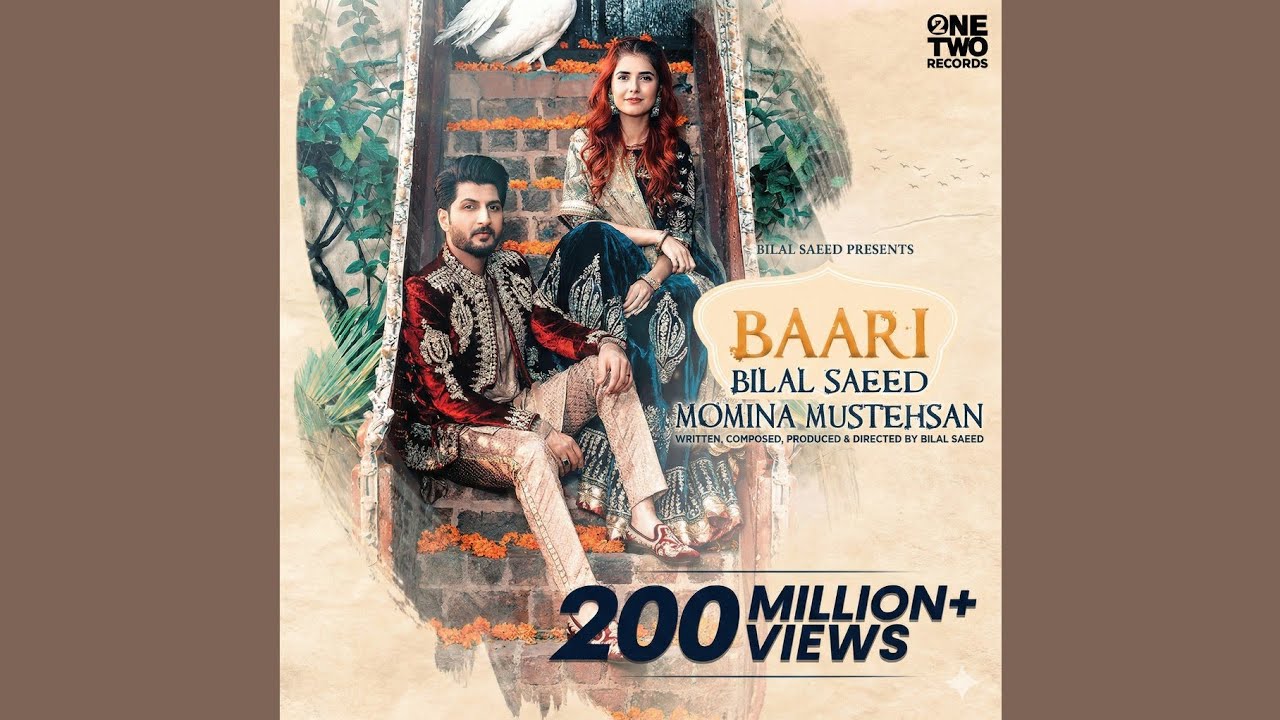 2 ONE
TWO
RECORDS
BILAL SAEED PRESENTS
BAARI
BILAL SAEED
MOMINA MUSTEHSAN
WRITTEN, COMPOSED, PRODUCED & DIRECTED BY BILAL SAEED
200 MILLION+
VIEWS